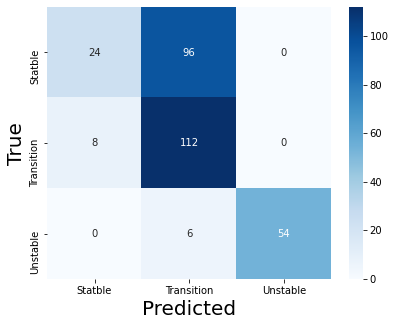 24 96 0
Statble
8 112 0
Transition
0 6 54
Unstable
True
Statble Transition Unstable
Predicted
100
80
60
40
20
0